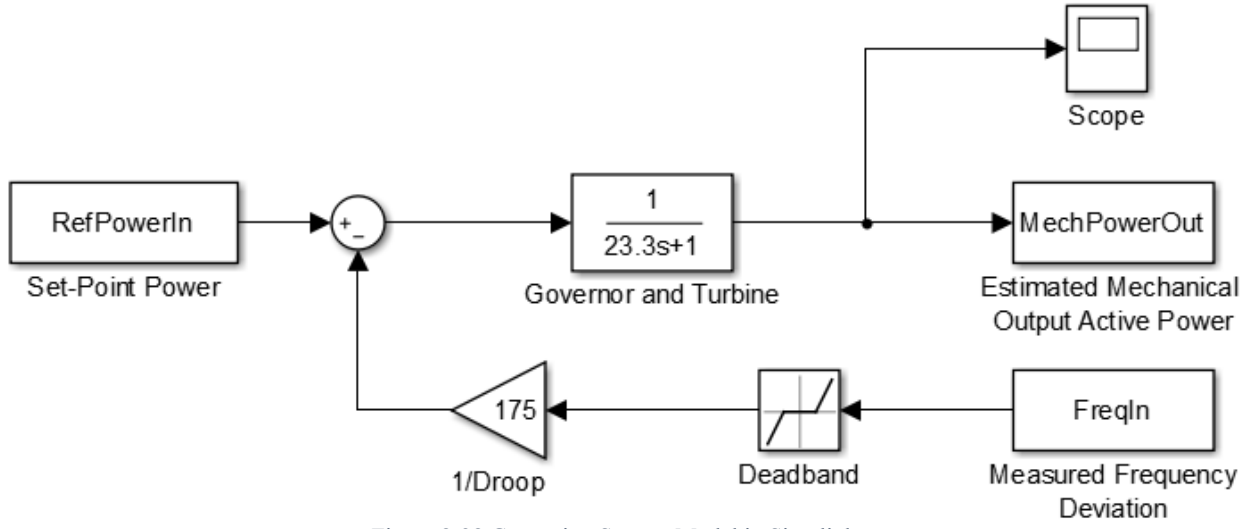 Scope
RefPowerIn
Set-Point Power
+
−
1
23.3s+1
Governor and Turbine
MechPowerOut
Estimated Mechanical
Output Active Power
175
1/Droop
Deadband
FreqIn
Measured Frequency
Deviation